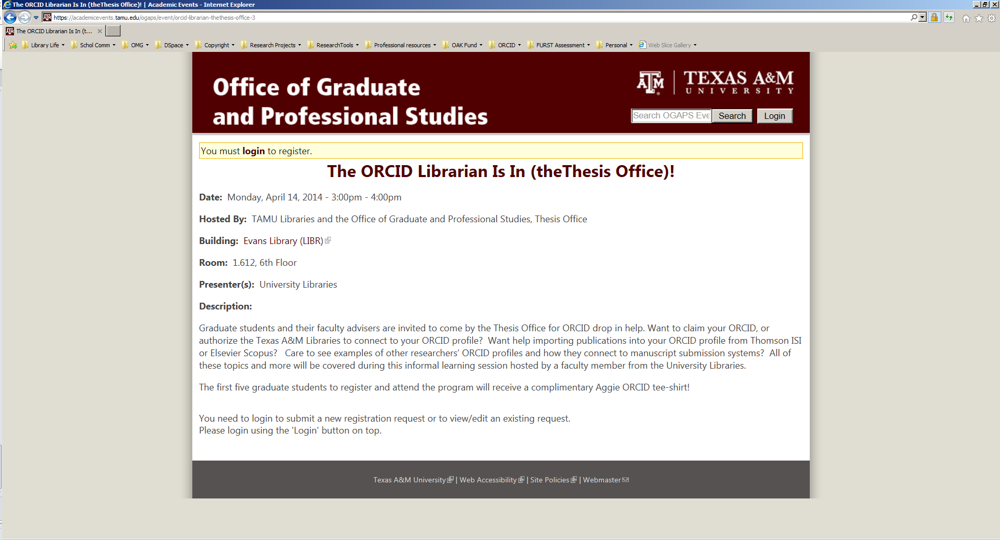 The ORCID Librarian Is In (theThesis Office)! | Academic Events - Internet Explorer
https://academicevents.tamu.edu/ogaps/event/orcid-librarian-thethesis-office-3
The ORCID Librarian Is In (t...
Library Life Schol Comm OMG DSpace Copyright Research Projects ResearchTools Professional resources OAK Fund ORCID FURST Assessment Personal Web Slice Gallery
Office of Graduate
and Professional Studies
ATM | TEXAS A&M
UNIVERSITY
Search OGAPS Eve Search Login
You must login to register.
The ORCID Librarian Is In (theThesis Office)!
Date: Monday, April 14, 2014 - 3:00pm - 4:00pm
Hosted By: TAMU Libraries and the Office of Graduate and Professional Studies, Thesis Office
Building: Evans Library (LIBR)
Room: 1.612, 6th Floor
Presenter(s): University Libraries
Description:
Graduate students and their faculty advisers are invited to come by the Thesis Office for ORCID drop in help. Want to claim your ORCID, or
authorize the Texas A&M Libraries to connect to your ORCID profile? Want help importing publications into your ORCID profile from Thomson ISI
or Elsevier Scopus? Care to see examples of other researchers’ ORCID profiles and how they connect to manuscript submission systems? All of
these topics and more will be covered during this informal learning session hosted by a faculty member from the University Libraries.
The first five graduate students to register and attend the program will receive a complimentary Aggie ORCID tee-shirt!
You need to login to submit a new registration request or to view/edit an existing request.
Please login using the 'Login' button on top.
Texas A&M University | Web Accessibility | Site Policies | Webmaster